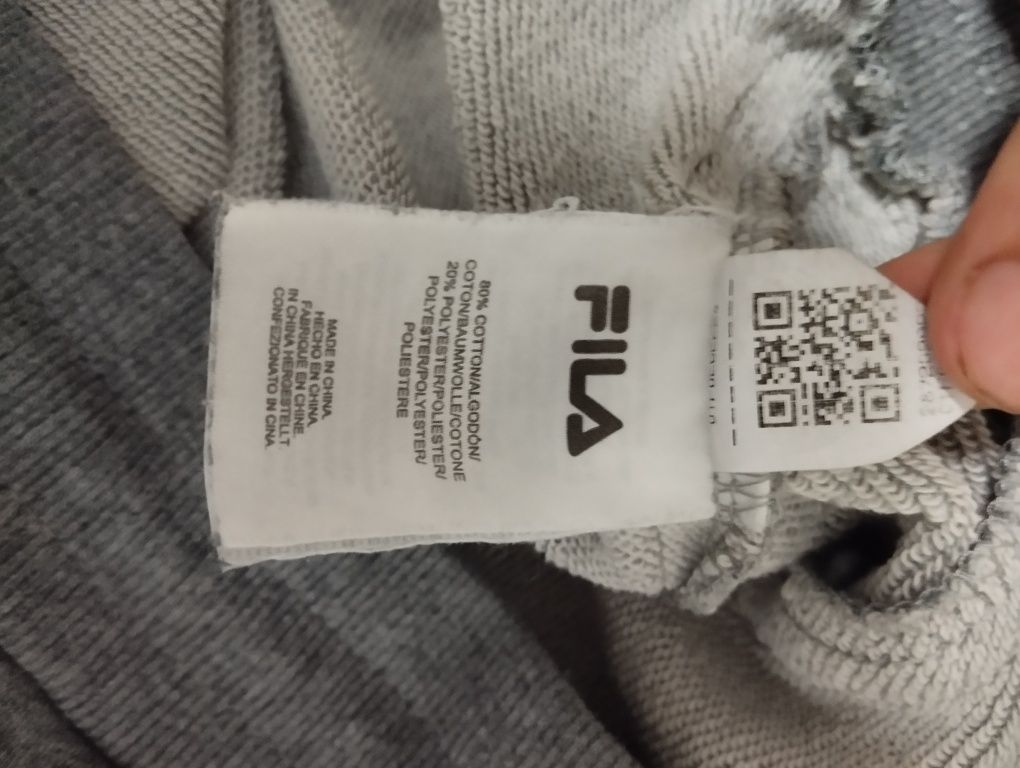 FILA
80% COTTON/ALGODÓN/
COTON/BAUMWOLLE/COTONE
20% POLYESTER/POLIESTER/
POLYESTER/POLYESTER/
POLIESTERE
MADE IN CHINA
HECHO EN CHINA
FABRIQUÉ EN CHINE
IN CHINA HERGESTELLT
CONFEZIONATO IN CINA